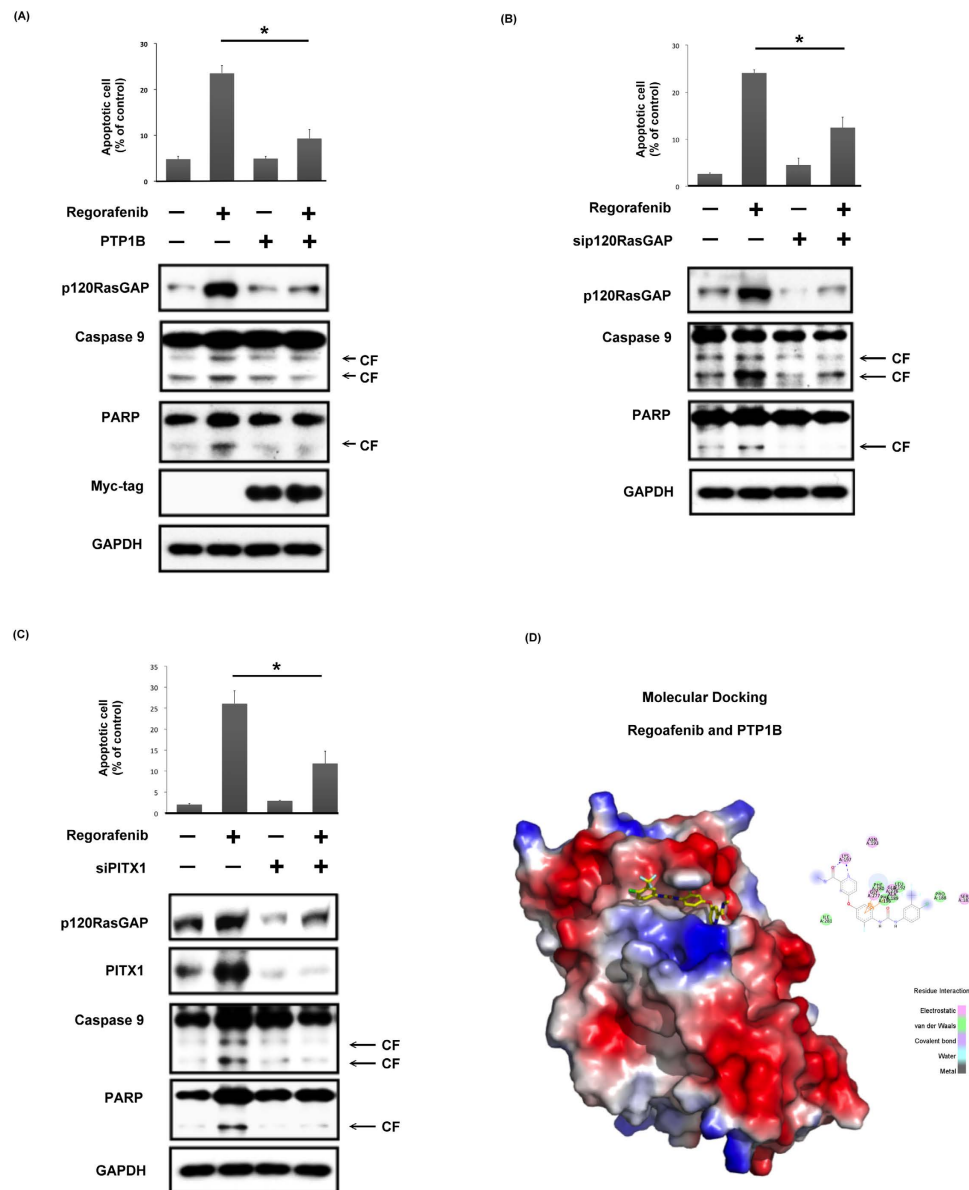 (A)
*
30
20
10
0
Apoptotic cell
(% of control)
Regorafenib − + − +
PTP1B − − + +
p120RasGAP
Caspase 9
← CF
← CF
PARP
← CF
Myc-tag
GAPDH
(B)
*
30
20
10
0
Apoptotic cell
(% of control)
Regorafenib − + − +
sip120RasGAP − − + +
p120RasGAP
Caspase 9
← CF
← CF
PARP
← CF
GAPDH
(C)
*
35
30
25
20
15
10
5
0
Apoptotic cell
(% of control)
Regorafenib − + − +
siPITX1 − − + +
p120RasGAP
PITX1
Caspase 9
← CF
← CF
PARP
← CF
GAPDH
(D)
Molecular Docking
Regoafenib and PTP1B
Residue Interaction
Electrostatic
van der Waals
Covalent bond
Water
Metal